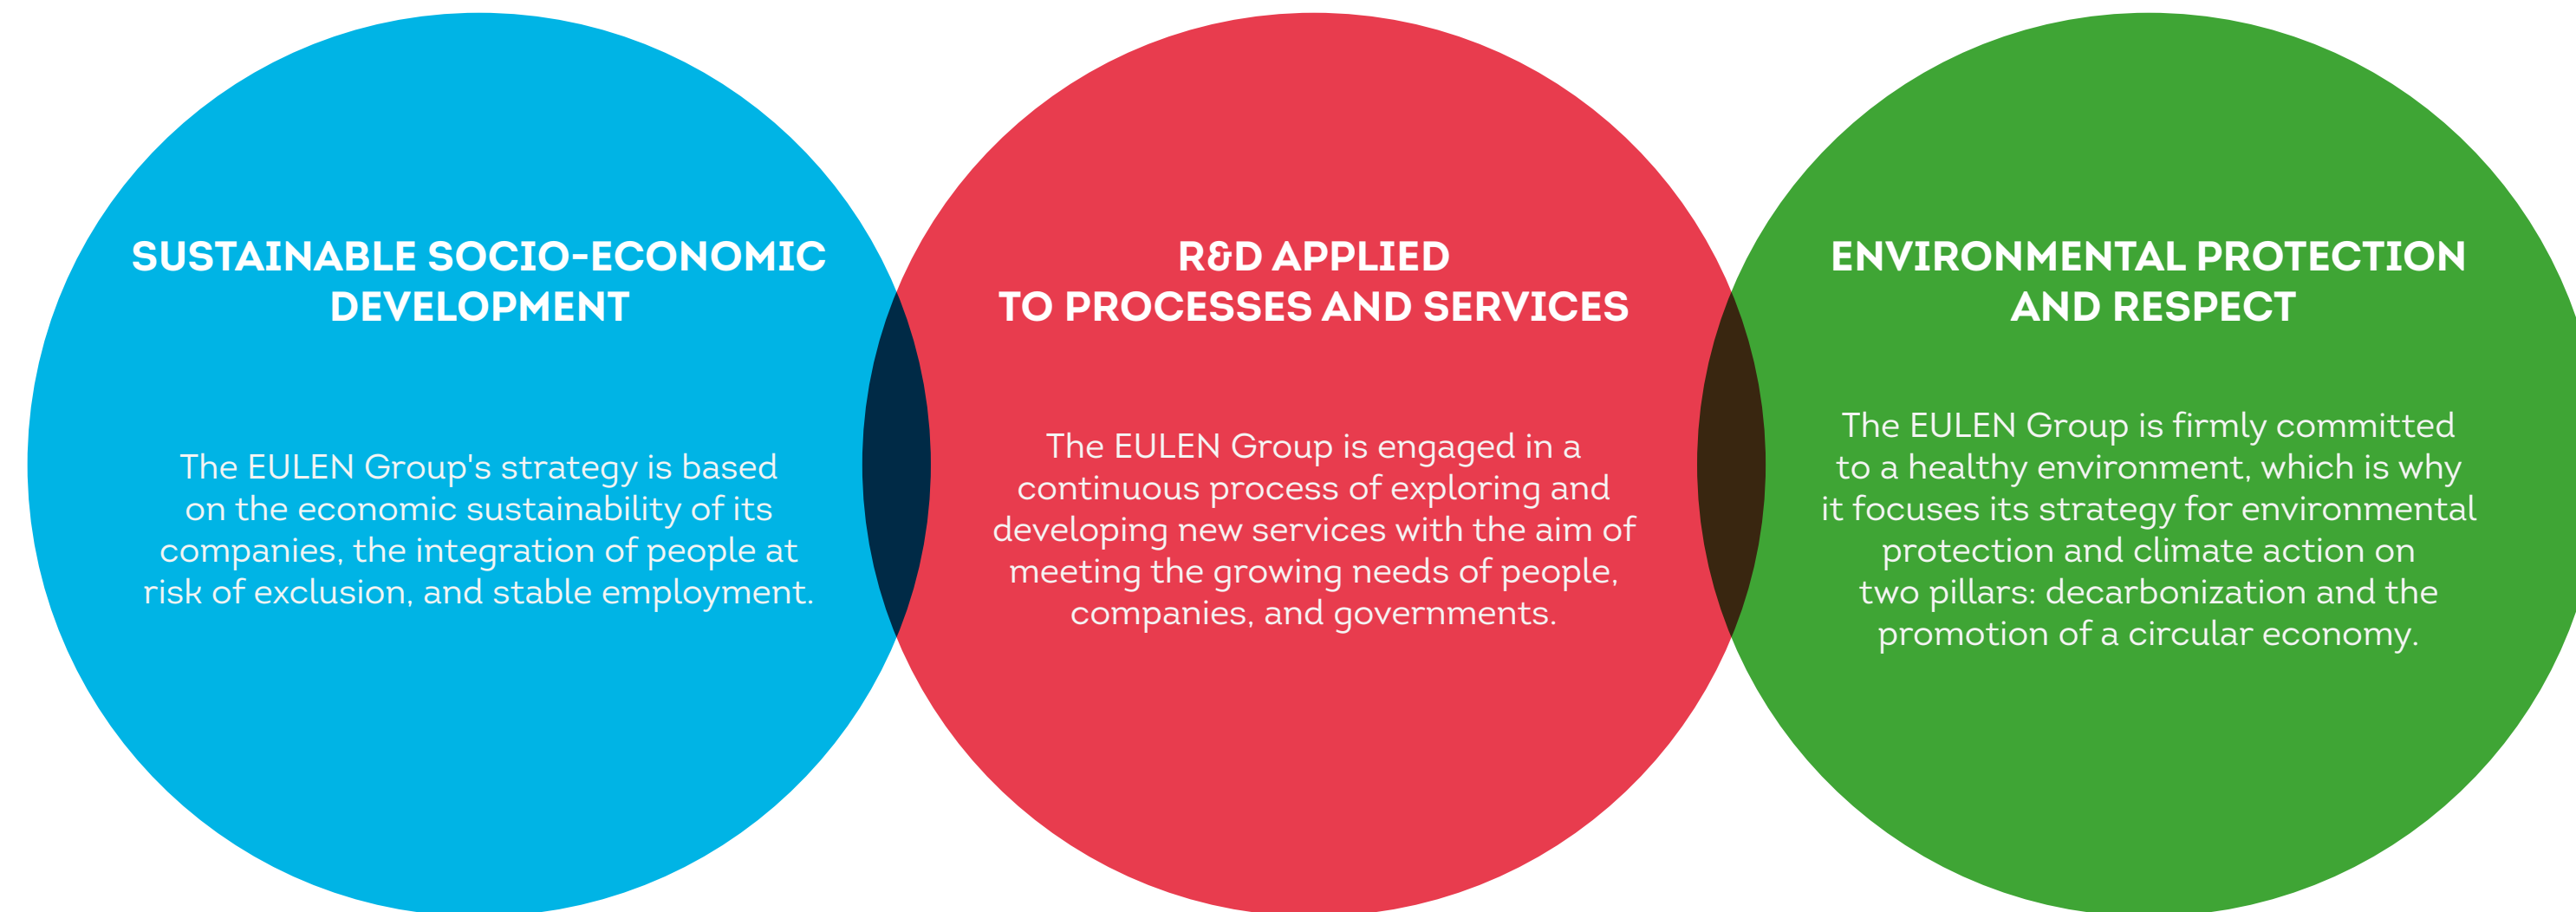 SUSTAINABLE SOCIO-ECONOMIC
DEVELOPMENT
The EULEN Group's strategy is based
on the economic sustainability of its
companies, the integration of people at
risk of exclusion, and stable employment.
R&D APPLIED
TO PROCESSES AND SERVICES
The EULEN Group is engaged in a
continuous process of exploring and
developing new services with the aim of
meeting the growing needs of people,
companies, and governments.
ENVIRONMENTAL PROTECTION
AND RESPECT
The EULEN Group is firmly committed
to a healthy environment, which is why
it focuses its strategy for environmental
protection and climate action on
two pillars: decarbonization and the
promotion of a circular economy.